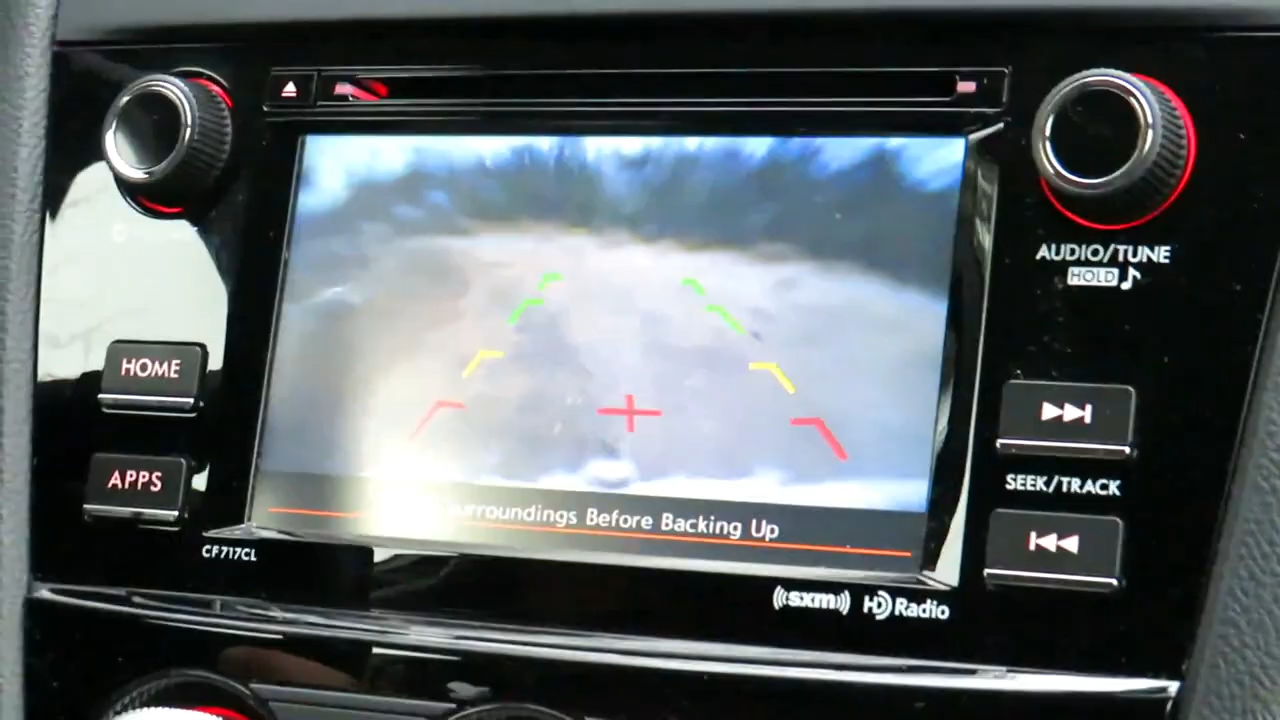 AUDIO/TUNE
HOLD
HOME
APPS
SEEK/TRACK
Surroundings Before Backing Up
CF717CL
((sxm))
HD Radio